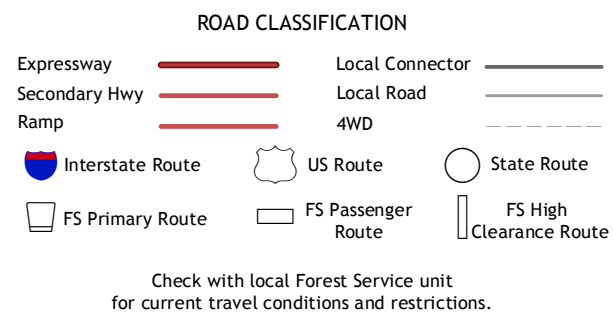 ROAD CLASSIFICATION
Expressway
Local Connector
Secondary Hwy
Local Road
Ramp
4WD
Interstate Route
US Route
State Route
FS Primary Route
FS Passenger
Route
FS High
Clearance Route
Check with local Forest Service unit
for current travel conditions and restrictions.